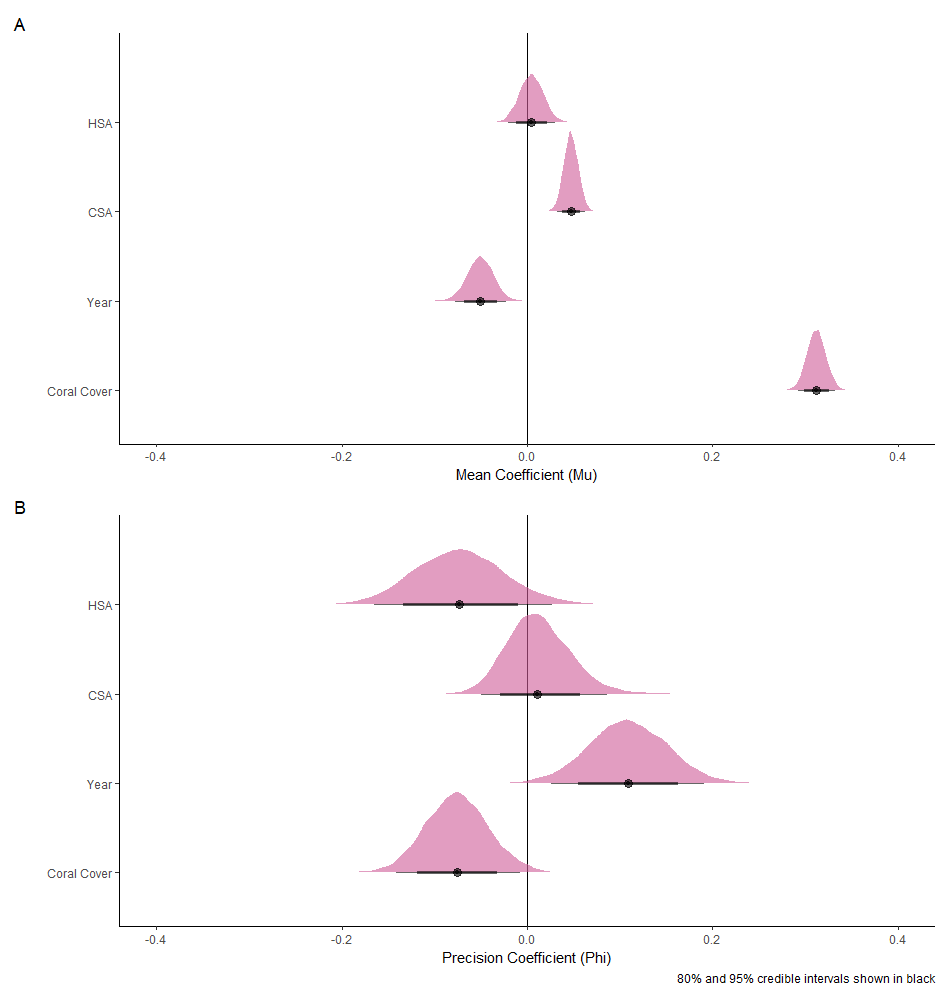 A
HSA
CSA
Year
Coral Cover
-0.4 -0.2 0.0 0.2 0.4
Mean Coefficient (Mu)
B
HSA
CSA
Year
Coral Cover
-0.4 -0.2 0.0 0.2 0.4
Precision Coefficient (Phi)
80% and 95% credible intervals shown in black